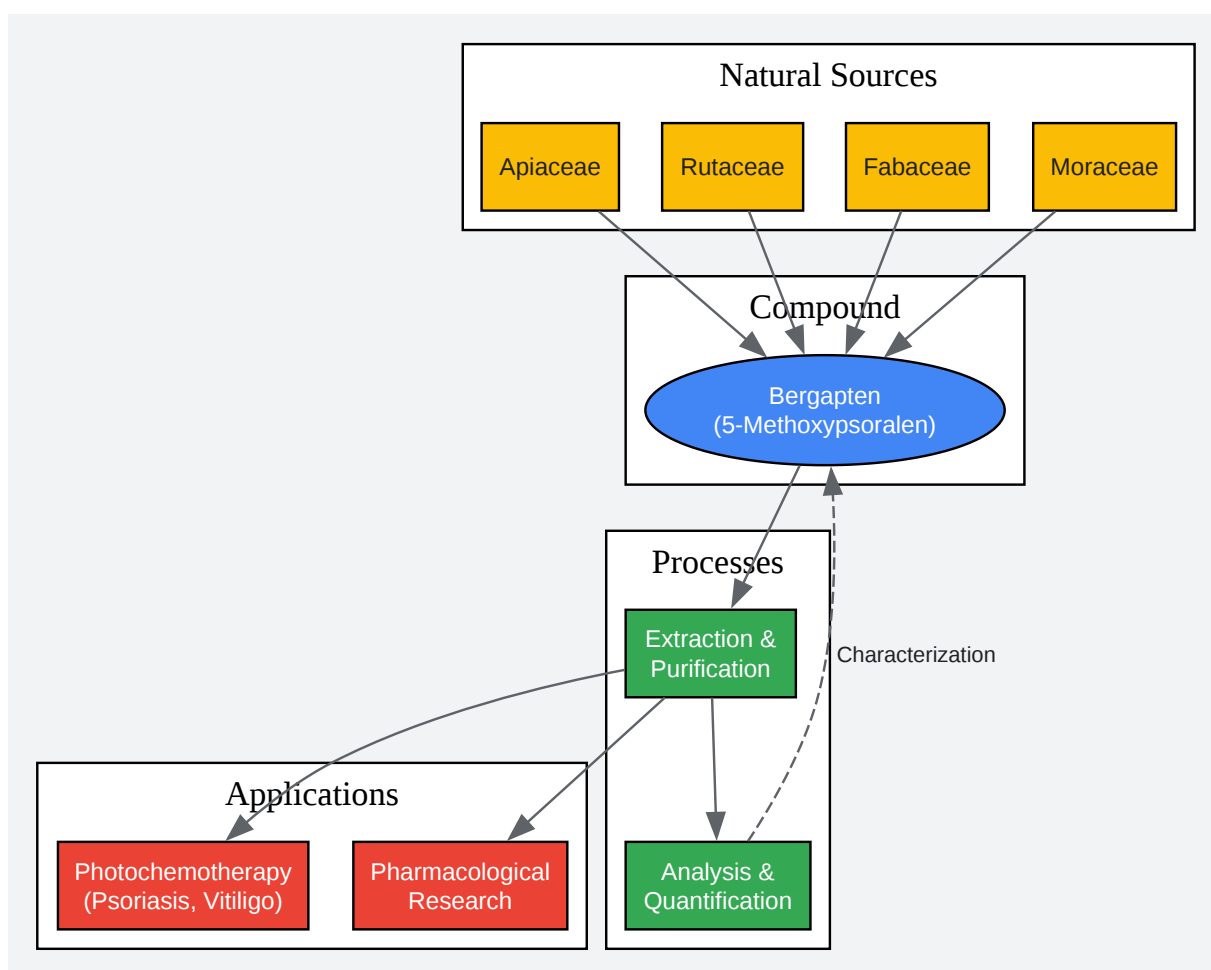 Natural Sources
Apiaceae
Rutaceae
Fabaceae
Moraceae
Compound
Bergapten
(5-Methoxypsoralen)
Processes
Extraction &
Purification
Characterization
Applications
Photochemotherapy
(Psoriasis, Vitiligo)
Pharmacological
Research
Analysis &
Quantification